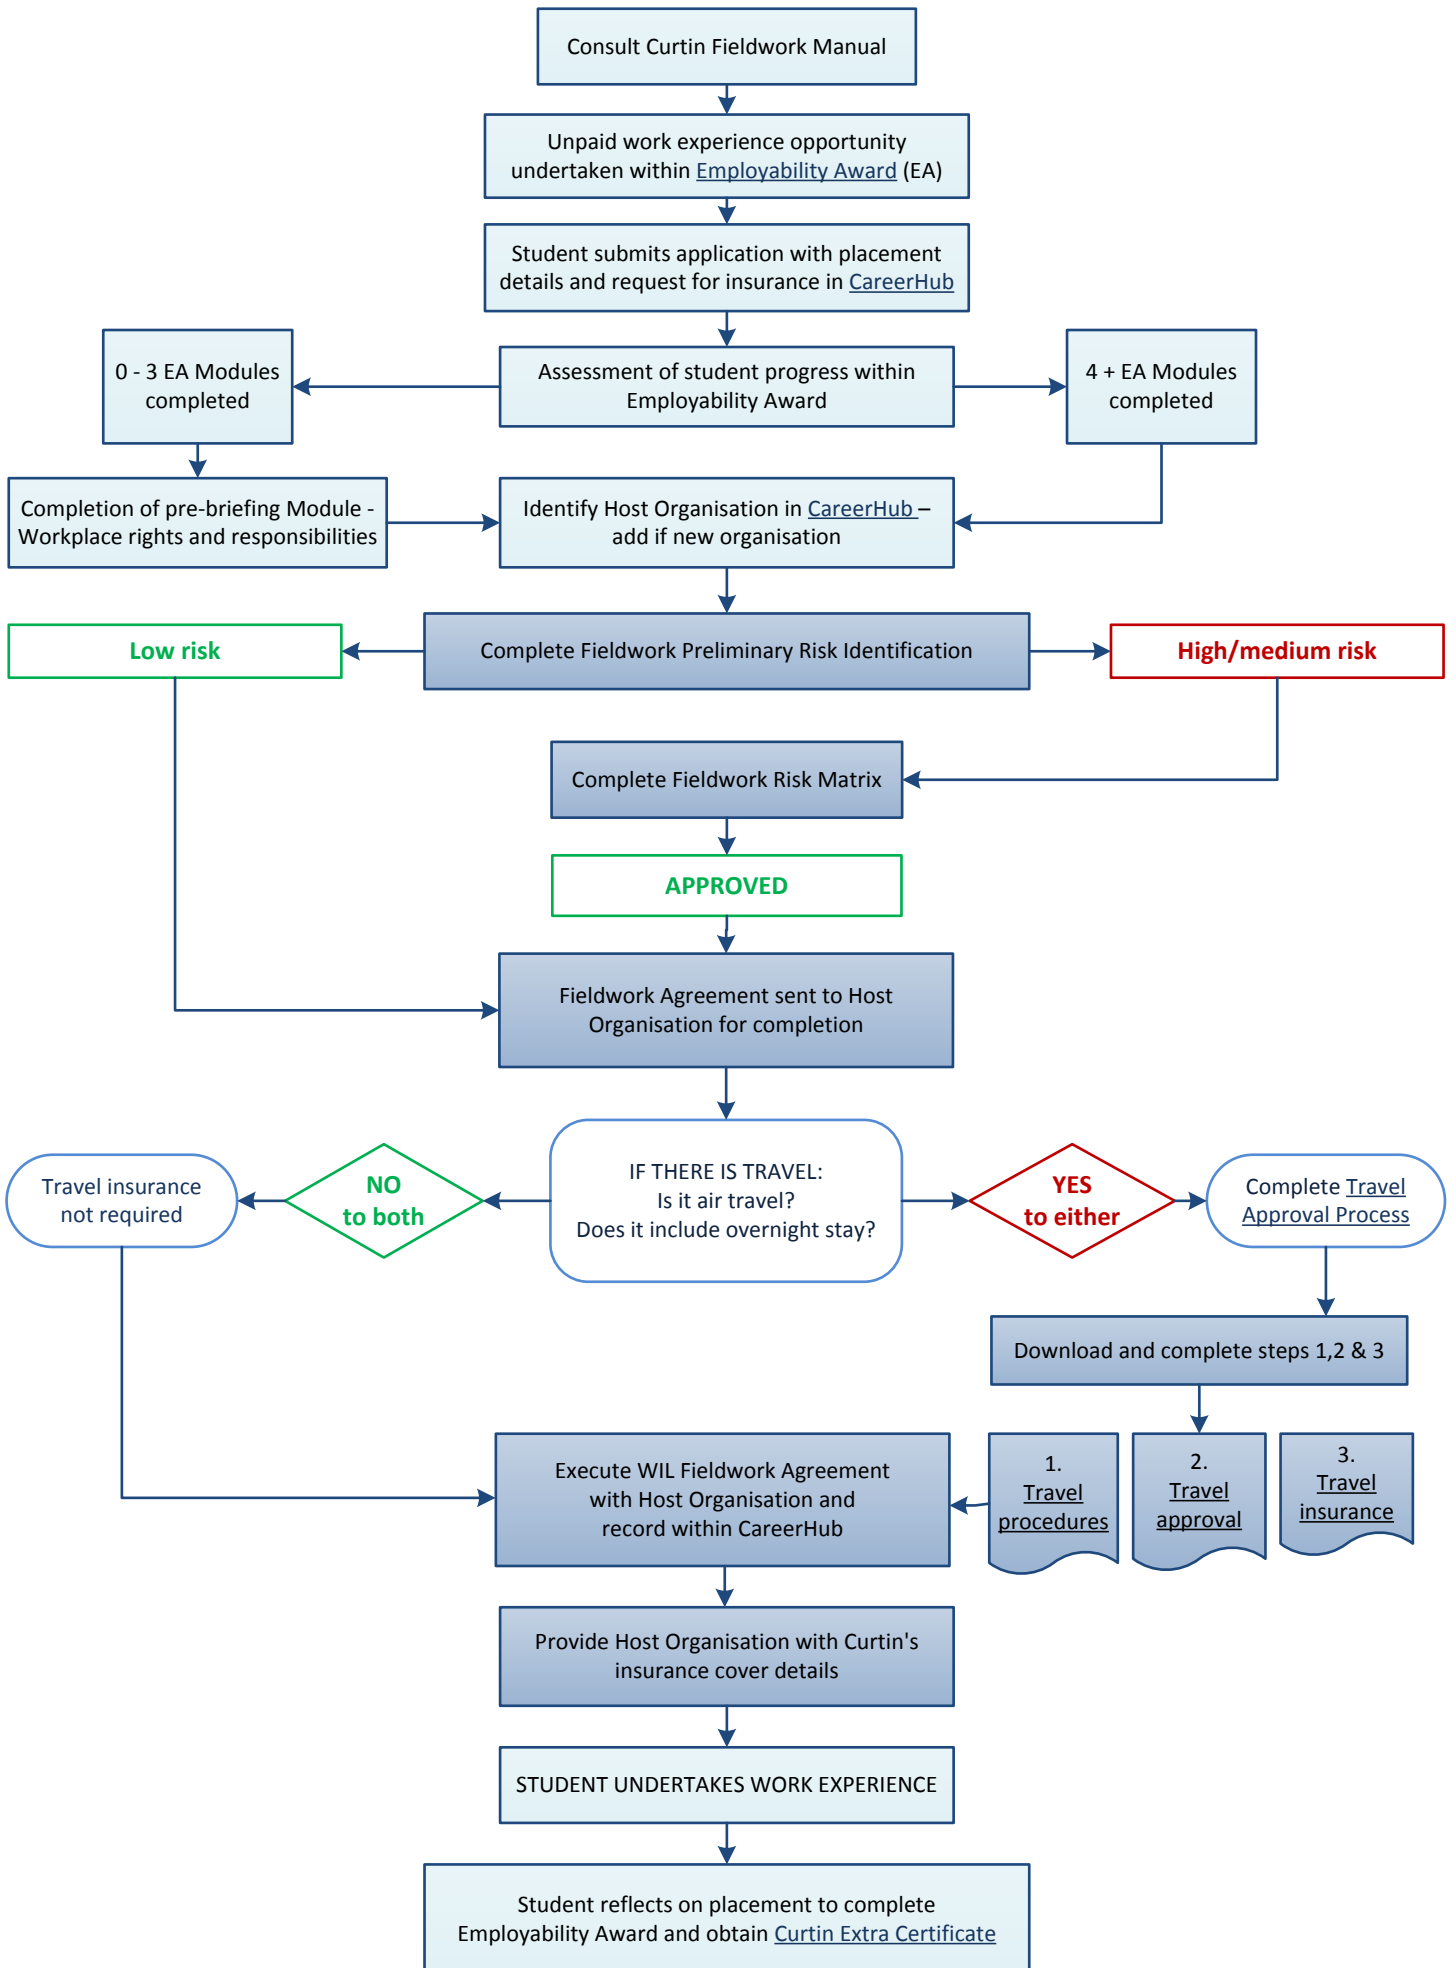 Consult Curtin Fieldwork Manual
Unpaid work experience opportunity
undertaken within Employability Award (EA)
Student submits application with placement
details and request for insurance in CareerHub
0 - 3 EA Modules
completed
Assessment of student progress within
Employability Award
4 + EA Modules
completed
Completion of pre-briefing Module -
Workplace rights and responsibilities
Identify Host Organisation in CareerHub –
add if new organisation
Low risk
Complete Fieldwork Preliminary Risk Identification
High/medium risk
Complete Fieldwork Risk Matrix
APPROVED
Fieldwork Agreement sent to Host
Organisation for completion
Travel insurance
not required
NO
to both
IF THERE IS TRAVEL:
Is it air travel?
Does it include overnight stay?
YES
to either
Complete Travel
Approval Process
Download and complete steps 1,2 & 3
Execute WIL Fieldwork Agreement
with Host Organisation and
record within CareerHub
1.
Travel
procedures
2.
Travel
approval
3.
Travel
insurance
Provide Host Organisation with Curtin's
insurance cover details
STUDENT UNDERTAKES WORK EXPERIENCE
Student reflects on placement to complete
Employability Award and obtain Curtin Extra Certificate